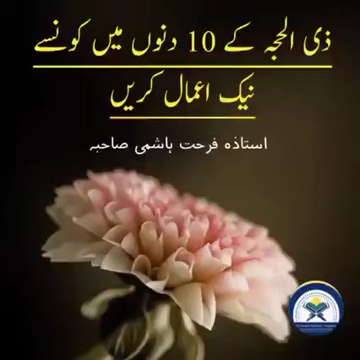 ذی الحجہ کے 10 دنوں میں کونسے
نیک اعمال کریں
استاذہ فرحت ہاشمی صاحبہ